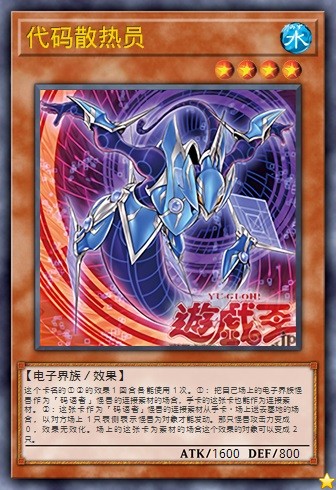 代码散热员
水
YU-GI-OH!
遊戯王
【电子界族／效果】
这个卡名的①②的效果1回合各能使用1次。①：把自己场上的电子界族怪
兽作为「码语者」怪兽的连接素材的场合，手卡的这张卡也能作为连接素
材。②：这张卡作为「码语者」怪兽的连接素材从手卡·场上送去墓地的场
合，以对方场上1只表侧表示怪兽为对象才能发动。那只怪兽攻击力变成
0，效果无效化。场上的这张卡为素材的场合这个效果的对象可以变成2
只。
ATK/1600 DEF/800